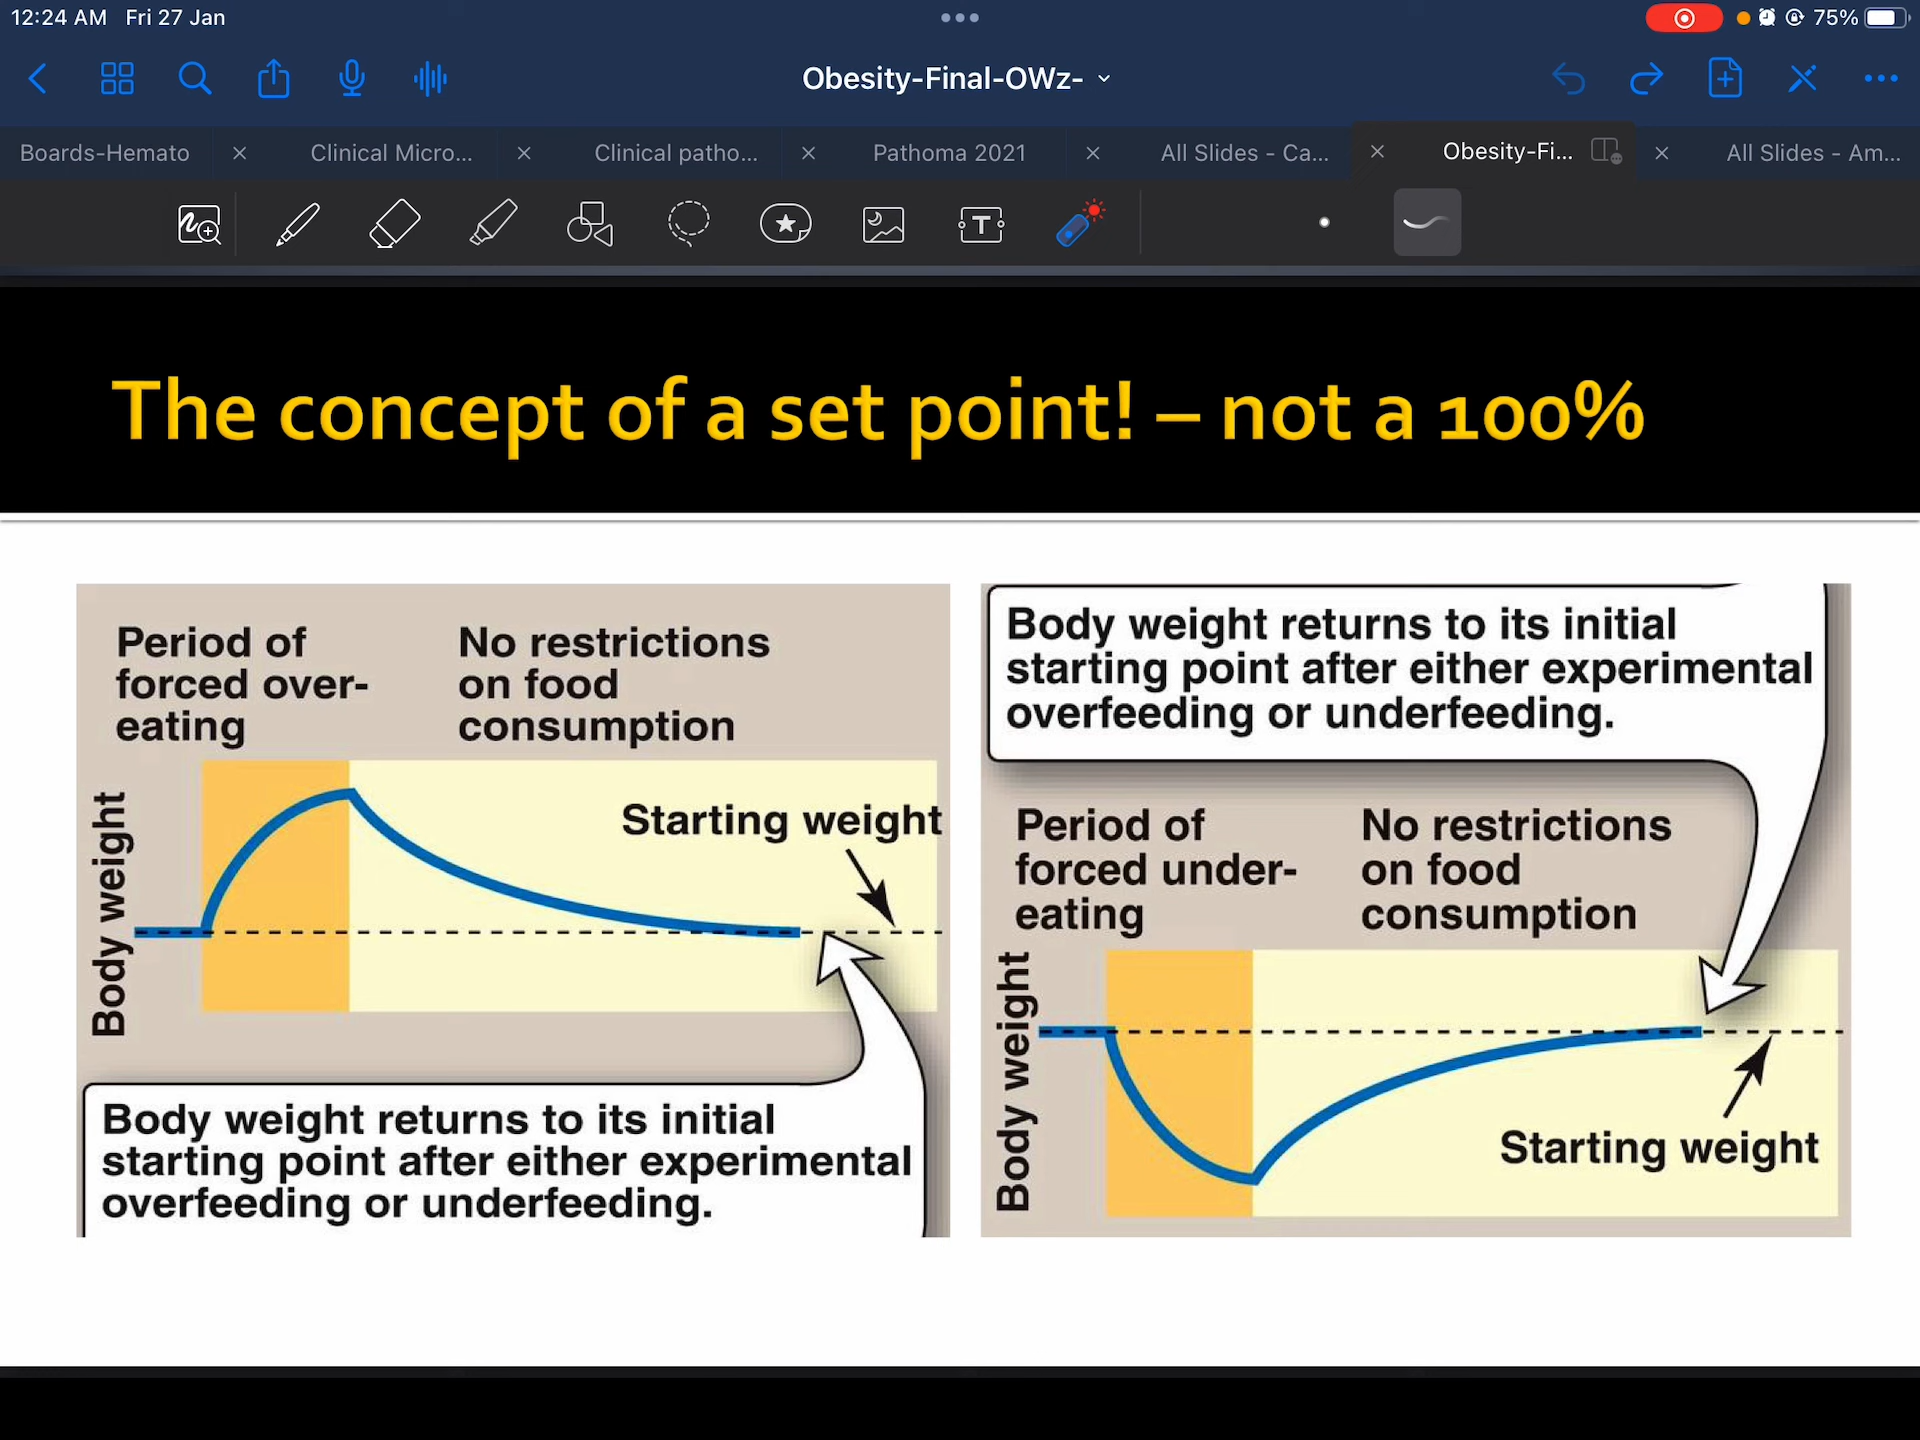 12:24 AM Fri 27 Jan
75%
Obesity-Final-OWz-
Boards-Hemato
Clinical Micro...
Clinical patho...
Pathoma 2021
All Slides - Ca...
Obesity-Fi...
All Slides - Am...
T
The concept of a set point! – not a 100%
Period of
forced over-
eating
No restrictions
on food
consumption
Starting weight
Body weight
Body weight returns to its initial
starting point after either experimental
overfeeding or underfeeding.
Body weight returns to its initial
starting point after either experimental
overfeeding or underfeeding.
Period of
forced under-
eating
No restrictions
on food
consumption
Body weight
Starting weight